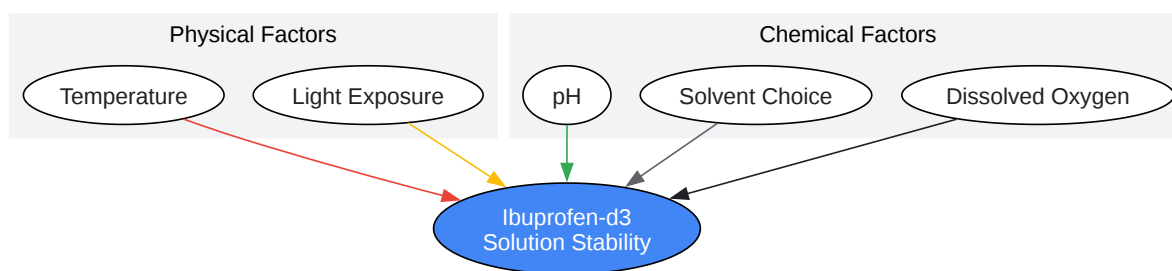 Physical Factors
Chemical Factors
Temperature
Light Exposure
pH
Solvent Choice
Dissolved Oxygen
Ibuprofen-d3
Solution Stability